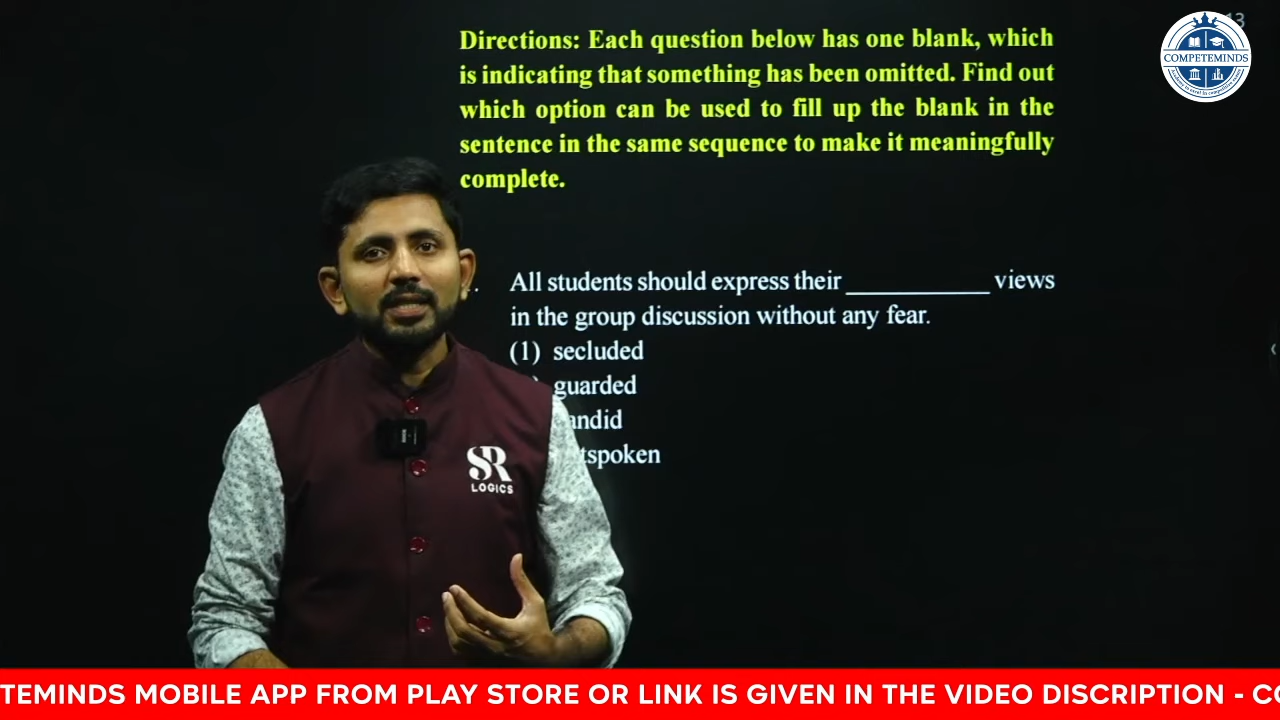 13
COMPETEMINDS
Directions: Each question below has one blank, which
is indicating that something has been omitted. Find out
which option can be used to fill up the blank in the
sentence in the same sequence to make it meaningfully
complete.
. All students should express their __________ views
in the group discussion without any fear.
(1) secluded
) guarded
andid
tspoken
SR
LOGICS
TEMINDS MOBILE APP FROM PLAY STORE OR LINK IS GIVEN IN THE VIDEO DISCRIPTION - CO